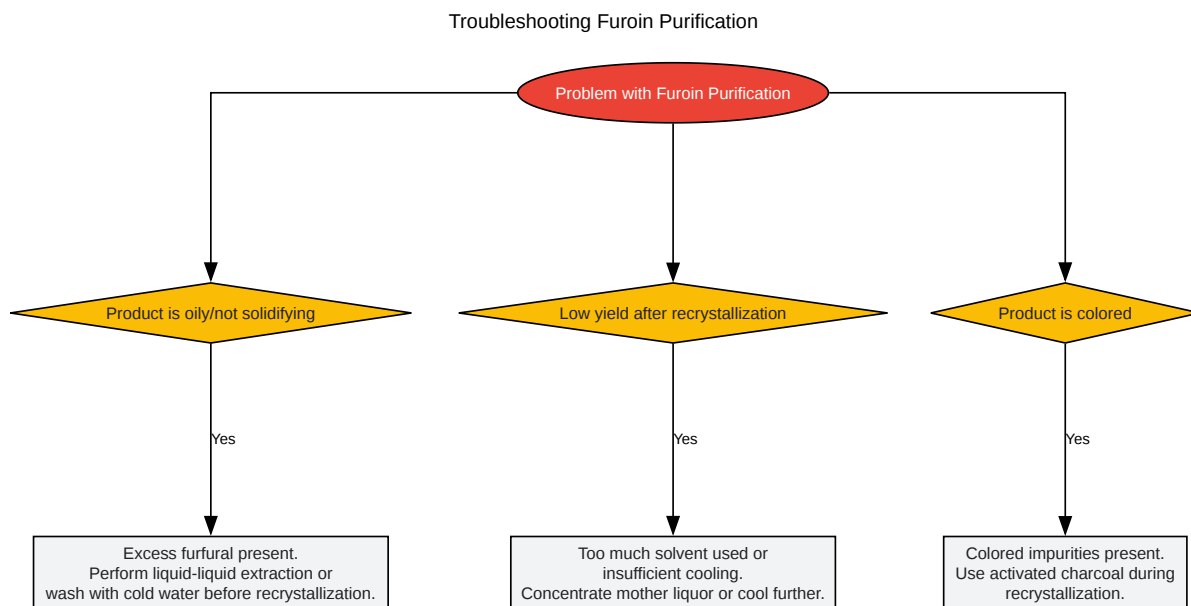 Troubleshooting Furoin Purification
Problem with Furoin Purification
Product is oily/not solidifying
Low yield after recrystallization
Product is colored
Yes
Yes
Yes
Excess furfural present.
Perform liquid-liquid extraction or
wash with cold water before recrystallization.
Too much solvent used or
insufficient cooling.
Concentrate mother liquor or cool further.
Colored impurities present.
Use activated charcoal during
recrystallization.